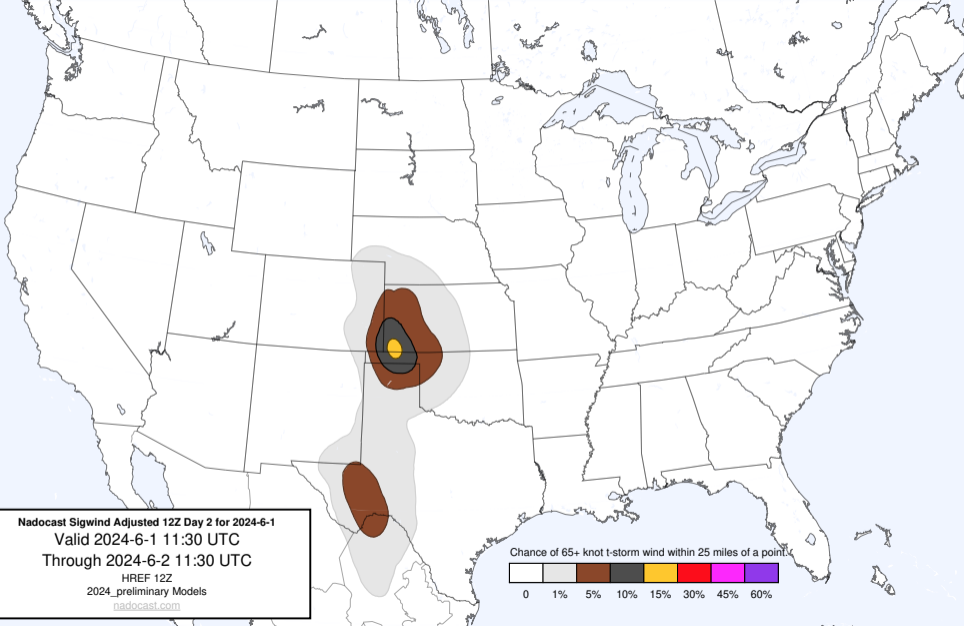 Nadocast Sigwind Adjusted 12Z Day 2 for 2024-6-1
Valid 2024-6-1 11:30 UTC
Through 2024-6-2 11:30 UTC
HREF 12Z
2024_preliminary Models
nadocast.com
Chance of 65+ knot t-storm wind within 25 miles of a point.
0 1% 5% 10% 15% 30% 45% 60%